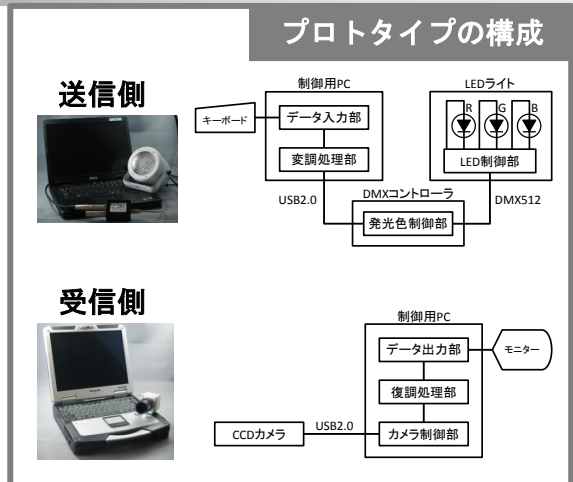 プロトタイプの構成
送信側
制御用PC
LEDライト
キーボード
データ入力部
R
G
B
変調処理部
LED制御部
USB2.0
DMXコントローラ
DMX512
発光色制御部
受信側
制御用PC
データ出力部
モニター
復調処理部
CCDカメラ
USB2.0
カメラ制御部